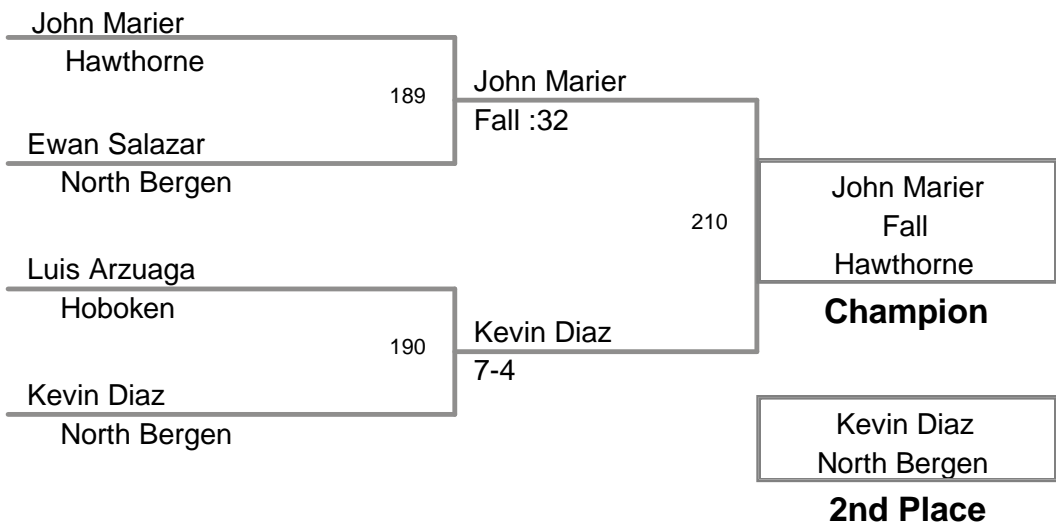 John Marier
Hawthorne
189
John Marier
Fall :32
Ewan Salazar
North Bergen
210
John Marier
Fall
Hawthorne
Champion
Luis Arzuaga
Hoboken
190
Kevin Diaz
7-4
Kevin Diaz
North Bergen
Kevin Diaz
North Bergen
2nd Place